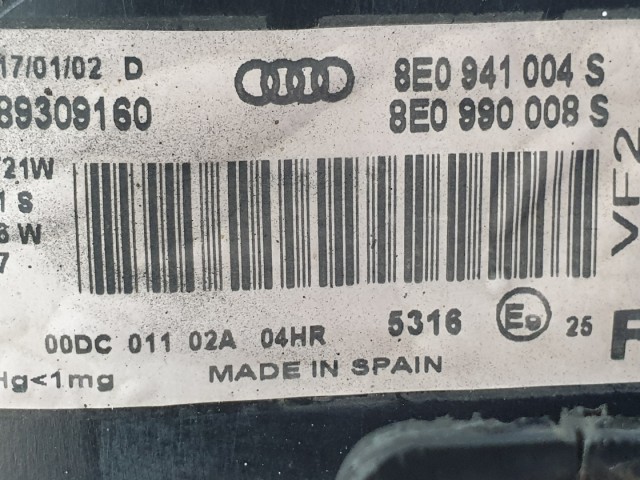 17/01/02 D
89309160
8E0 941 004 S
8E0 990 008 S
21W
1 S
W
7
VF2
00DC 011 02A 04HR 5316 E9 25
R
Hg<1mg
MADE IN SPAIN